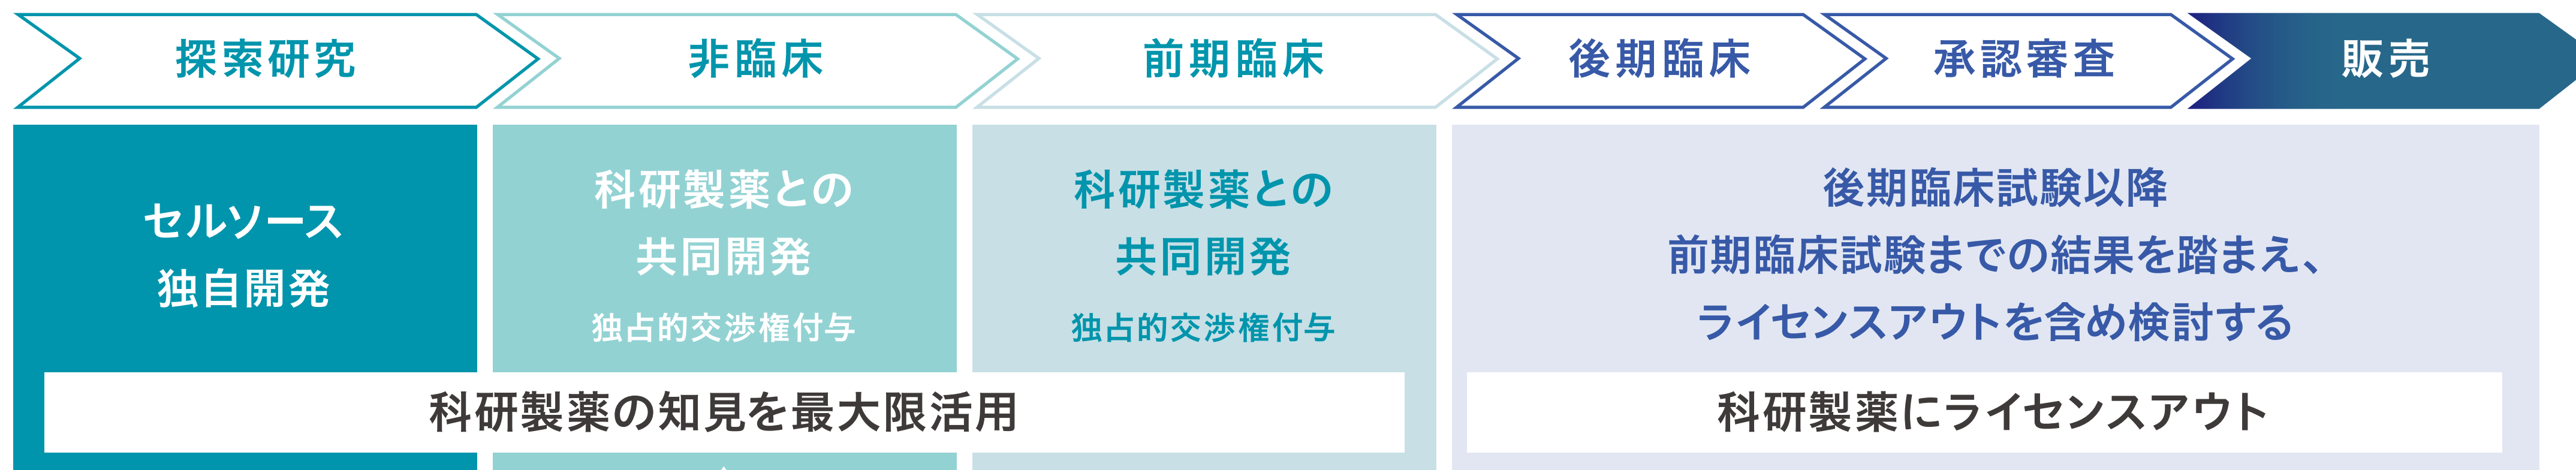 探索研究
非臨床
前期臨床
後期臨床
承認審査
販売
セルソース
独自開発
科研製薬との
共同開発
独占的交渉権付与
科研製薬との
共同開発
独占的交渉権付与
後期臨床試験以降
前期臨床試験までの結果を踏まえ、
ライセンスアウトを含め検討する
科研製薬の知見を最大限活用
科研製薬にライセンスアウト